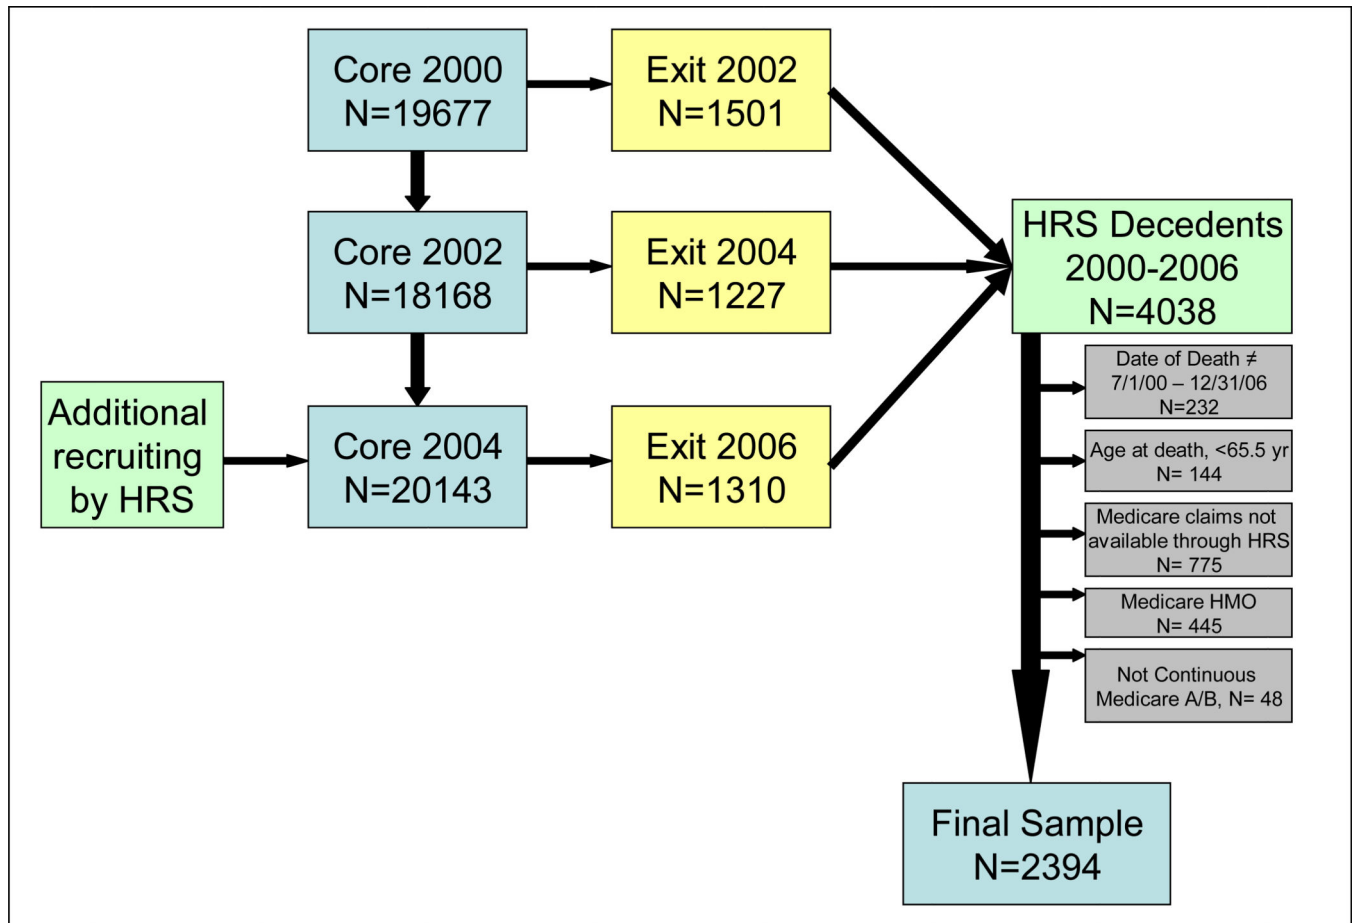 Core 2000
N=19677
Exit 2002
N=1501
Core 2002
N=18168
Exit 2004
N=1227
HRS Decedents
2000-2006
N=4038
Additional
recruiting
by HRS
Core 2004
N=20143
Exit 2006
N=1310
Date of Death ≠
7/1/00 – 12/31/06
N=232
Age at death, <65.5 yr
N= 144
Medicare claims not
available through HRS
N= 775
Medicare HMO
N= 445
Not Continuous
Medicare A/B, N= 48
Final Sample
N=2394